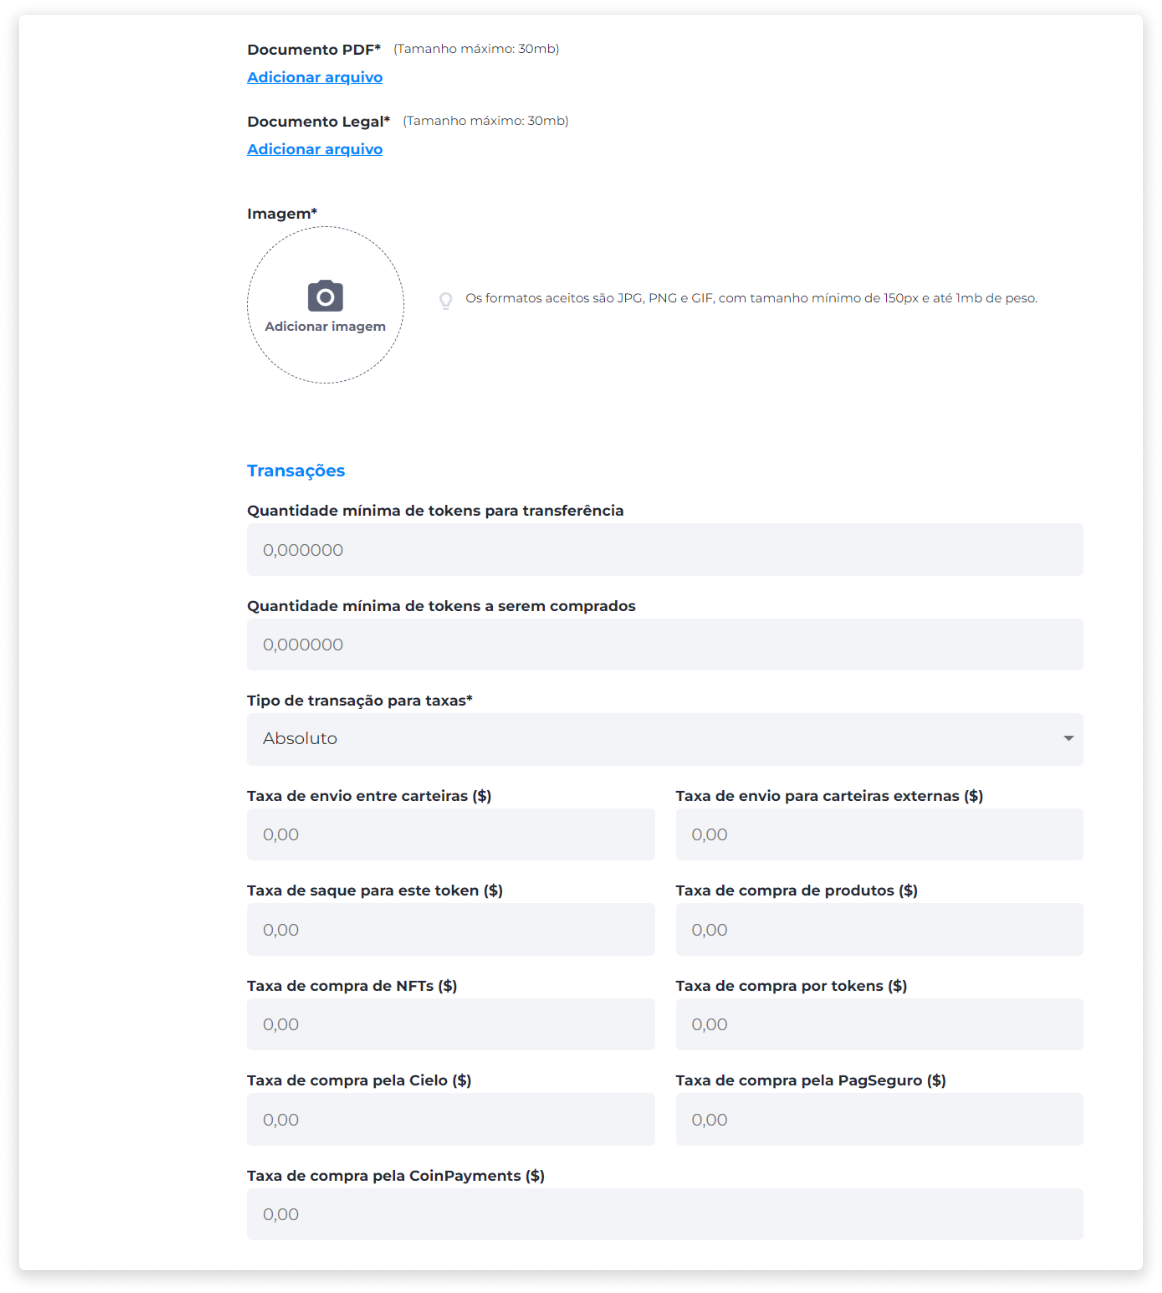 Documento PDF* (Tamanho máximo: 30mb)
Adicionar arquivo
Documento Legal* (Tamanho máximo: 30mb)
Adicionar arquivo
Imagem*
Adicionar imagem
Os formatos aceitos são JPG, PNG e GIF, com tamanho mínimo de 150px e até 1mb de peso.
Transações
Quantidade mínima de tokens para transferência
0,000000
Quantidade mínima de tokens a serem comprados
0,000000
Tipo de transação para taxas*
Absoluto
Taxa de envio entre carteiras ($) Taxa de envio para carteiras externas ($)
0,00 0,00
Taxa de saque para este token ($) Taxa de compra de produtos ($)
0,00 0,00
Taxa de compra de NFTs ($) Taxa de compra por tokens ($)
0,00 0,00
Taxa de compra pela Cielo ($) Taxa de compra pela PagSeguro ($)
0,00 0,00
Taxa de compra pela CoinPayments ($)
0,00